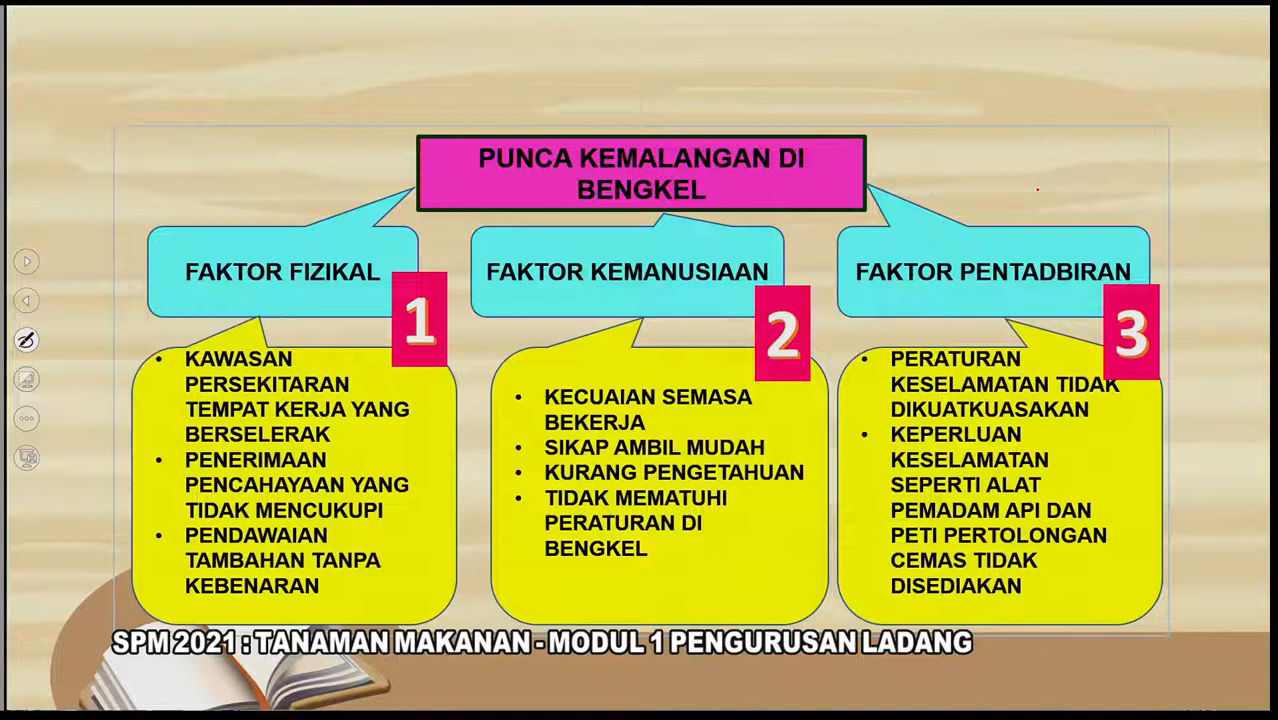 PUNCA KEMALANGAN DI
BENGKEL
FAKTOR FIZIKAL
1
KAWASAN
PERSEKITARAN
TEMPAT KERJA YANG
BERSELERAK
PENERIMAAN
PENCAHAYAAN YANG
TIDAK MENCUKUPI
PENDAWAIAN
TAMBAHAN TANPA
KEBENARAN
FAKTOR KEMANUSIAAN
2
KECUAIAN SEMASA
BEKERJA
SIKAP AMBIL MUDAH
KURANG PENGETAHUAN
TIDAK MEMATUHI
PERATURAN DI
BENGKEL
FAKTOR PENTADBIRAN
3
PERATURAN
KESELAMATAN TIDAK
DIKUATKUASAKAN
KEPERLUAN
KESELAMATAN
SEPERTI ALAT
PEMADAM API DAN
PETI PERTOLONGAN
CEMAS TIDAK
DISEDIAKAN
SPM 2021 : TANAMAN MAKANAN - MODUL 1 PENGURUSAN LADANG